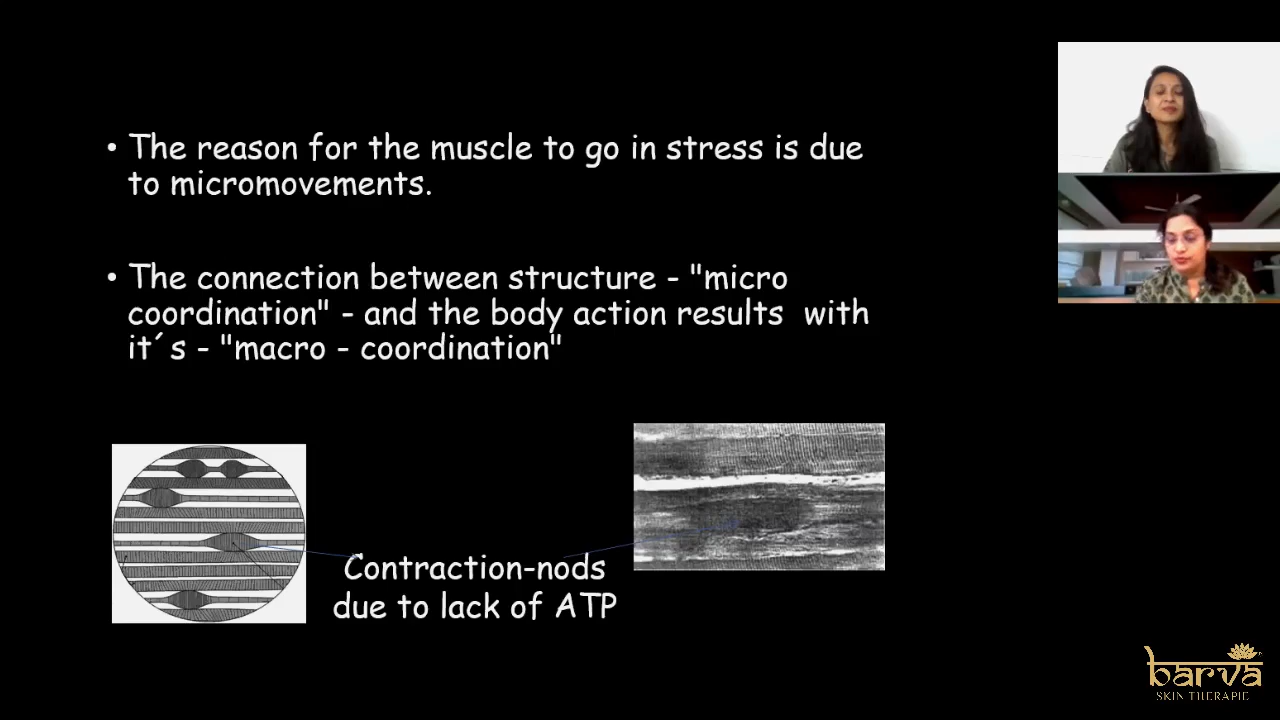 • The reason for the muscle to go in stress is due
to micromovements.
• The connection between structure - "micro
coordination" - and the body action results  with
it´s - "macro - coordination"
Contraction-nods
due to lack of ATP
barva
SKIN THERAPIE